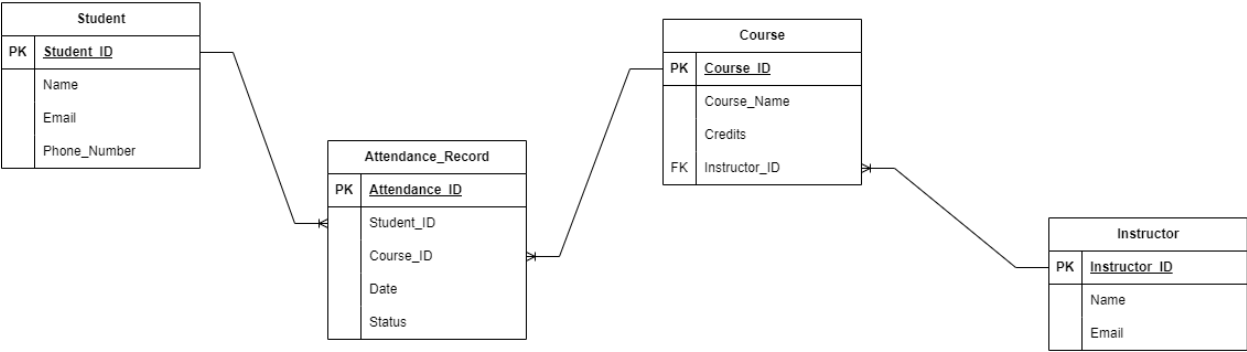 Student
PK Student_ID
Name
Email
Phone_Number
Attendance_Record
PK Attendance_ID
Student_ID
Course_ID
Date
Status
Course
PK Course_ID
Course_Name
Credits
FK Instructor_ID
Instructor
PK Instructor_ID
Name
Email